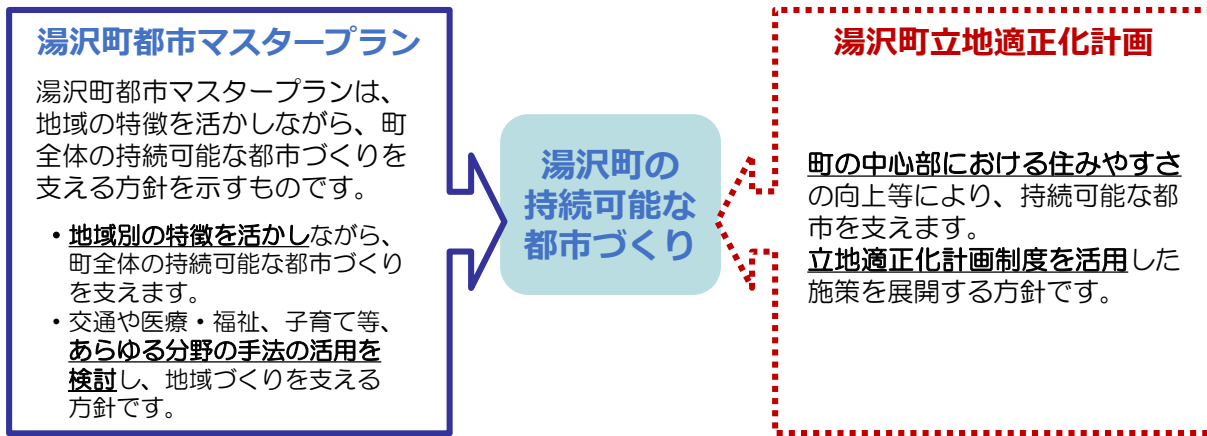 湯沢町都市マスタープラン
湯沢町都市マスタープランは、
地域の特徴を活かしながら、町
全体の持続可能な都市づくりを
支える方針を示すものです。
・地域別の特徴を活かしながら、
町全体の持続可能な都市づくり
を支えます。
・交通や医療・福祉、子育て等、
あらゆる分野の手法の活用を
検討し、地域づくりを支える
方針です。
湯沢町の
持続可能な
都市づくり
湯沢町立地適正化計画
町の中心部における住みやすさ
の向上等により、持続可能な都
市を支えます。
立地適正化計画制度を活用した
施策を展開する方針です。